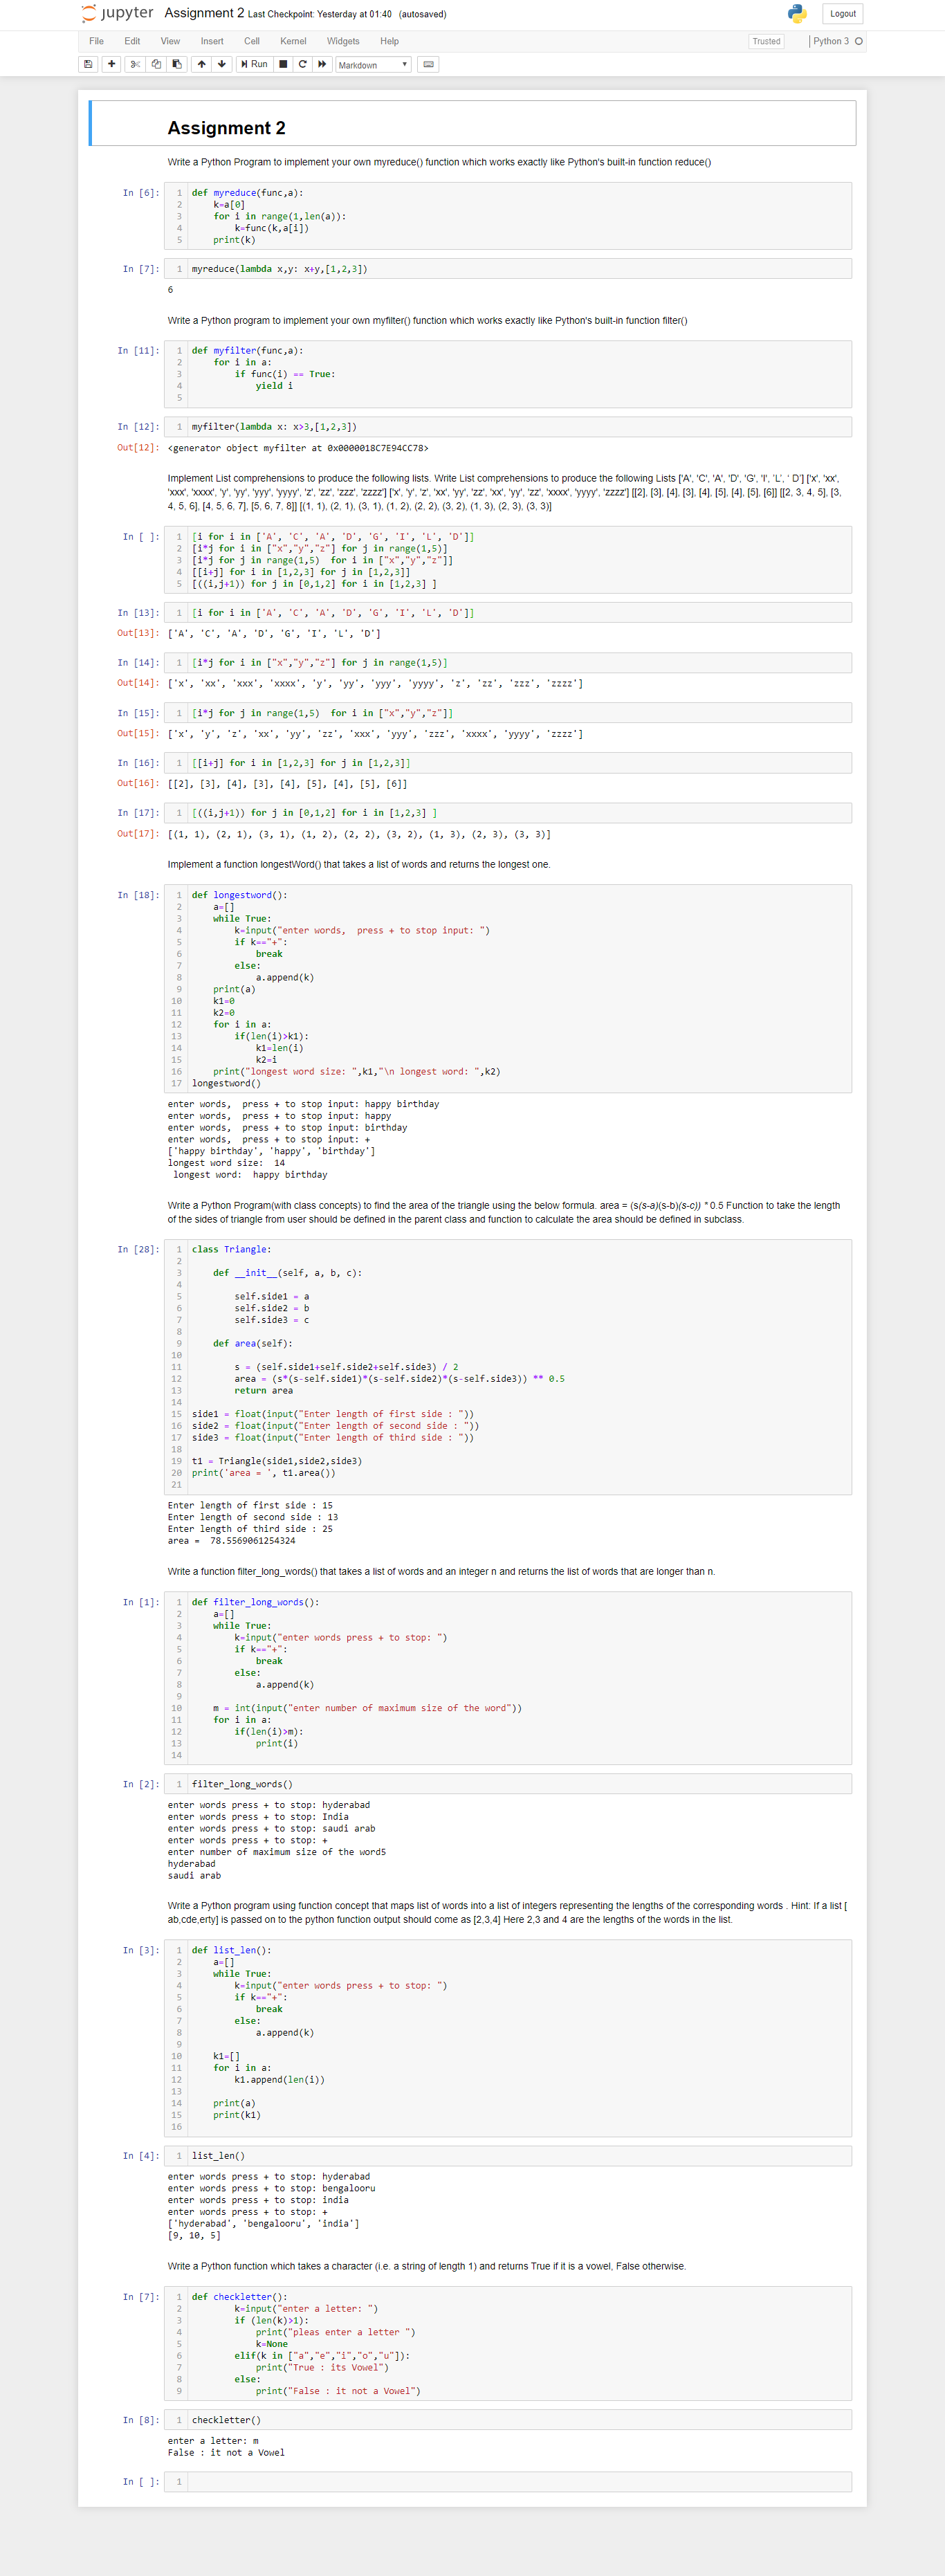 jupyter Assignment 2 Last Checkpoint: Yesterday at 01:40 (autosaved)
Logout
File Edit View Insert Cell Kernel Widgets Help
Trusted
Python 3
Run
Markdown
Assignment 2
Write a Python Program to implement your own myreduce() function which works exactly like Python's built-in function reduce()
In [6]:
1 def myreduce(func,a):
2     k=a[0]
3     for i in range(1,len(a)):
4         k=func(k,a[i])
5     print(k)
In [7]:
1 myreduce(lambda x,y: x+y,[1,2,3])
6
Write a Python program to implement your own myfilter() function which works exactly like Python's built-in function filter()
In [11]:
1 def myfilter(func,a):
2     for i in a:
3         if func(i) == True:
4             yield i
5
In [12]:
1 myfilter(lambda x: x>3,[1,2,3])
Out[12]: <generator object myfilter at 0x0000018C7E94CC78>
Implement List comprehensions to produce the following lists. Write List comprehensions to produce the following Lists ['A', 'C', 'A', 'D', 'G', 'I', 'L', ' D'] ['x', 'xx',
'xxx', 'xxxx', 'y', 'yy', 'yyy', 'yyyy', 'z', 'zz', 'zzz', 'zzzz'] ['x', 'y', 'z', 'xx', 'yy', 'zz', 'xx', 'yy', 'zz', 'xxxx', 'yyyy', 'zzzz'] [[2], [3], [4], [3], [4], [5], [4], [5], [6]] [[2, 3, 4, 5], [3,
4, 5, 6], [4, 5, 6, 7], [5, 6, 7, 8]] [(1, 1), (2, 1), (3, 1), (1, 2), (2, 2), (3, 2), (1, 3), (2, 3), (3, 3)]
In [ ]:
1 [i for i in ['A', 'C', 'A', 'D', 'G', 'I', 'L', 'D']]
2 [i*j for i in ["x","y","z"] for j in range(1,5)]
3 [i*j for j in range(1,5)  for i in ["x","y","z"]]
4 [[i+j] for i in [1,2,3] for j in [1,2,3]]
5 [((i,j+1)) for j in [0,1,2] for i in [1,2,3] ]
In [13]:
1 [i for i in ['A', 'C', 'A', 'D', 'G', 'I', 'L', 'D']]
Out[13]: ['A', 'C', 'A', 'D', 'G', 'I', 'L', 'D']
In [14]:
1 [i*j for i in ["x","y","z"] for j in range(1,5)]
Out[14]: ['x', 'xx', 'xxx', 'xxxx', 'y', 'yy', 'yyy', 'yyyy', 'z', 'zz', 'zzz', 'zzzz']
In [15]:
1 [i*j for j in range(1,5)  for i in ["x","y","z"]]
Out[15]: ['x', 'y', 'z', 'xx', 'yy', 'zz', 'xxx', 'yyy', 'zzz', 'xxxx', 'yyyy', 'zzzz']
In [16]:
1 [[i+j] for i in [1,2,3] for j in [1,2,3]]
Out[16]: [[2], [3], [4], [3], [4], [5], [4], [5], [6]]
In [17]:
1 [((i,j+1)) for j in [0,1,2] for i in [1,2,3] ]
Out[17]: [(1, 1), (2, 1), (3, 1), (1, 2), (2, 2), (3, 2), (1, 3), (2, 3), (3, 3)]
Implement a function longestWord() that takes a list of words and returns the longest one.
In [18]:
1 def longestword():
2     a=[]
3     while True:
4         k=input("enter words,  press + to stop input: ")
5         if k=="+":
6             break
7         else:
8             a.append(k)
9     print(a)
10     k1=0
11     k2=0
12     for i in a:
13         if(len(i)>k1):
14             k1=len(i)
15             k2=i
16     print("longest word size: ",k1,"\n longest word: ",k2)
17 longestword()
enter words,  press + to stop input: happy birthday
enter words,  press + to stop input: happy
enter words,  press + to stop input: birthday
enter words,  press + to stop input: +
['happy birthday', 'happy', 'birthday']
longest word size:  14
 longest word:  happy birthday
Write a Python Program(with class concepts) to find the area of the triangle using the below formula. area = (s(s-a)(s-b)(s-c)) * 0.5 Function to take the length
of the sides of triangle from user should be defined in the parent class and function to calculate the area should be defined in subclass.
In [28]:
1 class Triangle:
2
3     def __init__(self, a, b, c):
4
5         self.side1 = a
6         self.side2 = b
7         self.side3 = c
8
9     def area(self):
10
11         s = (self.side1+self.side2+self.side3) / 2
12         area = (s*(s-self.side1)*(s-self.side2)*(s-self.side3)) ** 0.5
13         return area
14
15 side1 = float(input("Enter length of first side : "))
16 side2 = float(input("Enter length of second side : "))
17 side3 = float(input("Enter length of third side : "))
18
19 t1 = Triangle(side1,side2,side3)
20 print('area = ', t1.area())
21
Enter length of first side : 15
Enter length of second side : 13
Enter length of third side : 25
area =  78.5569061254324
Write a function filter_long_words() that takes a list of words and an integer n and returns the list of words that are longer than n.
In [1]:
1 def filter_long_words():
2     a=[]
3     while True:
4         k=input("enter words press + to stop: ")
5         if k=="+":
6             break
7         else:
8             a.append(k)
9
10     m = int(input("enter number of maximum size of the word"))
11     for i in a:
12         if(len(i)>m):
13             print(i)
14
In [2]:
1 filter_long_words()
enter words press + to stop: hyderabad
enter words press + to stop: India
enter words press + to stop: saudi arab
enter words press + to stop: +
enter number of maximum size of the word5
hyderabad
saudi arab
Write a Python program using function concept that maps list of words into a list of integers representing the lengths of the corresponding words . Hint: If a list [
ab,cde,erty] is passed on to the python function output should come as [2,3,4] Here 2,3 and 4 are the lengths of the words in the list.
In [3]:
1 def list_len():
2     a=[]
3     while True:
4         k=input("enter words press + to stop: ")
5         if k=="+":
6             break
7         else:
8             a.append(k)
9
10     k1=[]
11     for i in a:
12         k1.append(len(i))
13
14     print(a)
15     print(k1)
16
In [4]:
1 list_len()
enter words press + to stop: hyderabad
enter words press + to stop: bengalooru
enter words press + to stop: india
enter words press + to stop: +
['hyderabad', 'bengalooru', 'india']
[9, 10, 5]
Write a Python function which takes a character (i.e. a string of length 1) and returns True if it is a vowel, False otherwise.
In [7]:
1 def checkletter():
2         k=input("enter a letter: ")
3         if (len(k)>1):
4             print("pleas enter a letter ")
5             k=None
6         elif(k in ["a","e","i","o","u"]):
7             print("True : its Vowel")
8         else:
9             print("False : it not a Vowel")
In [8]:
1 checkletter()
enter a letter: m
False : it not a Vowel
In [ ]:
1